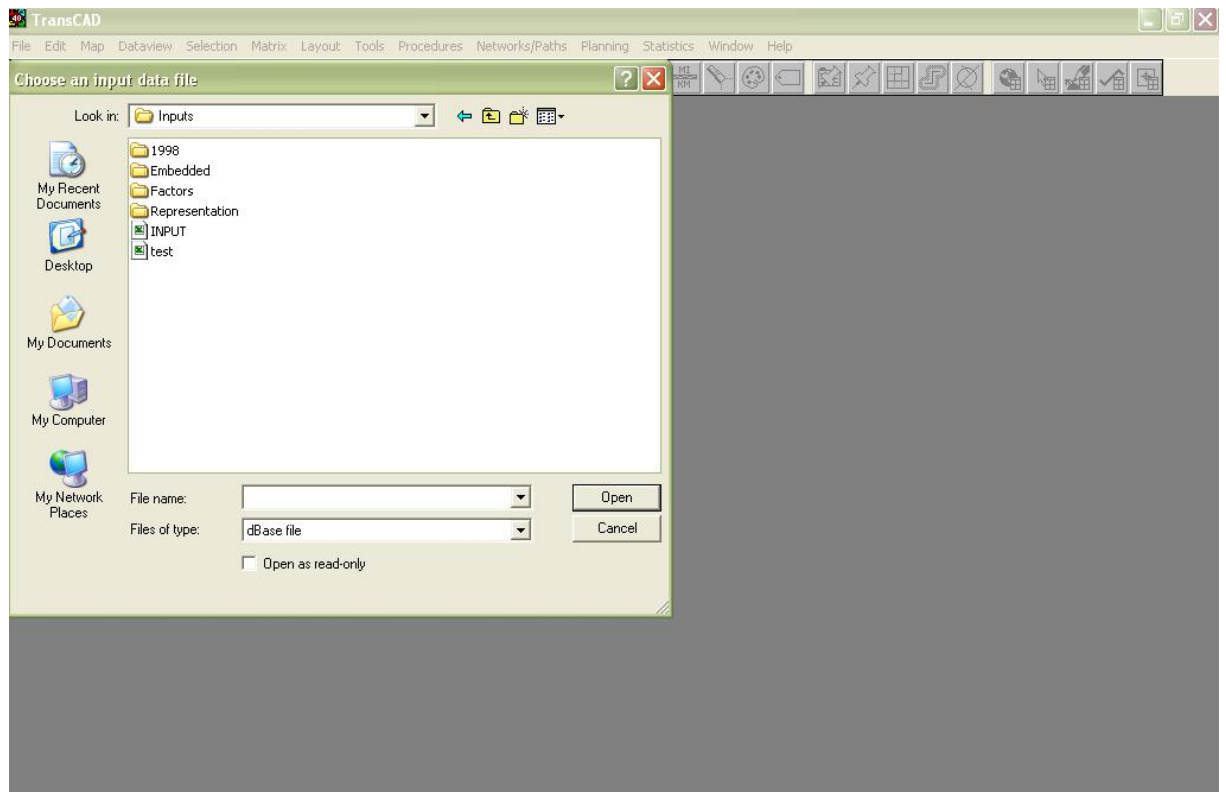 TransCAD
File Edit Map Dataview Selection Matrix Layout Tools Procedures Networks/Paths Planning Statistics Window Help
Choose an input data file
MI
KM
Look in: Inputs
1998
Embedded
Factors
Representation
INPUT
test
My Recent
Documents
Desktop
My Documents
My Computer
My Network
Places
File name:
Open
Files of type: dBase file
Cancel
Open as read-only